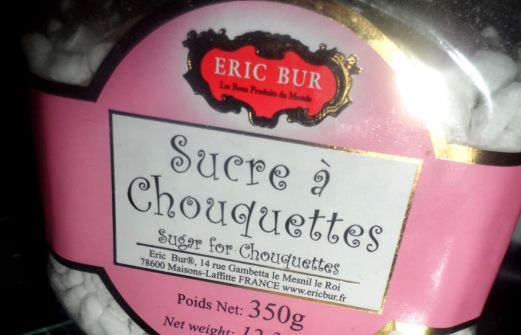 ERIC BUR
Les Bons Produits du Monde
Sucre à
Chouquettes
Sugar for Chouquettes
Eric Bur®, 14 rue Gambetta le Mesnil le Roi
78600 Maisons-Laffitte FRANCE www.ericbur.fr
Poids Net: 350g
Net weight: